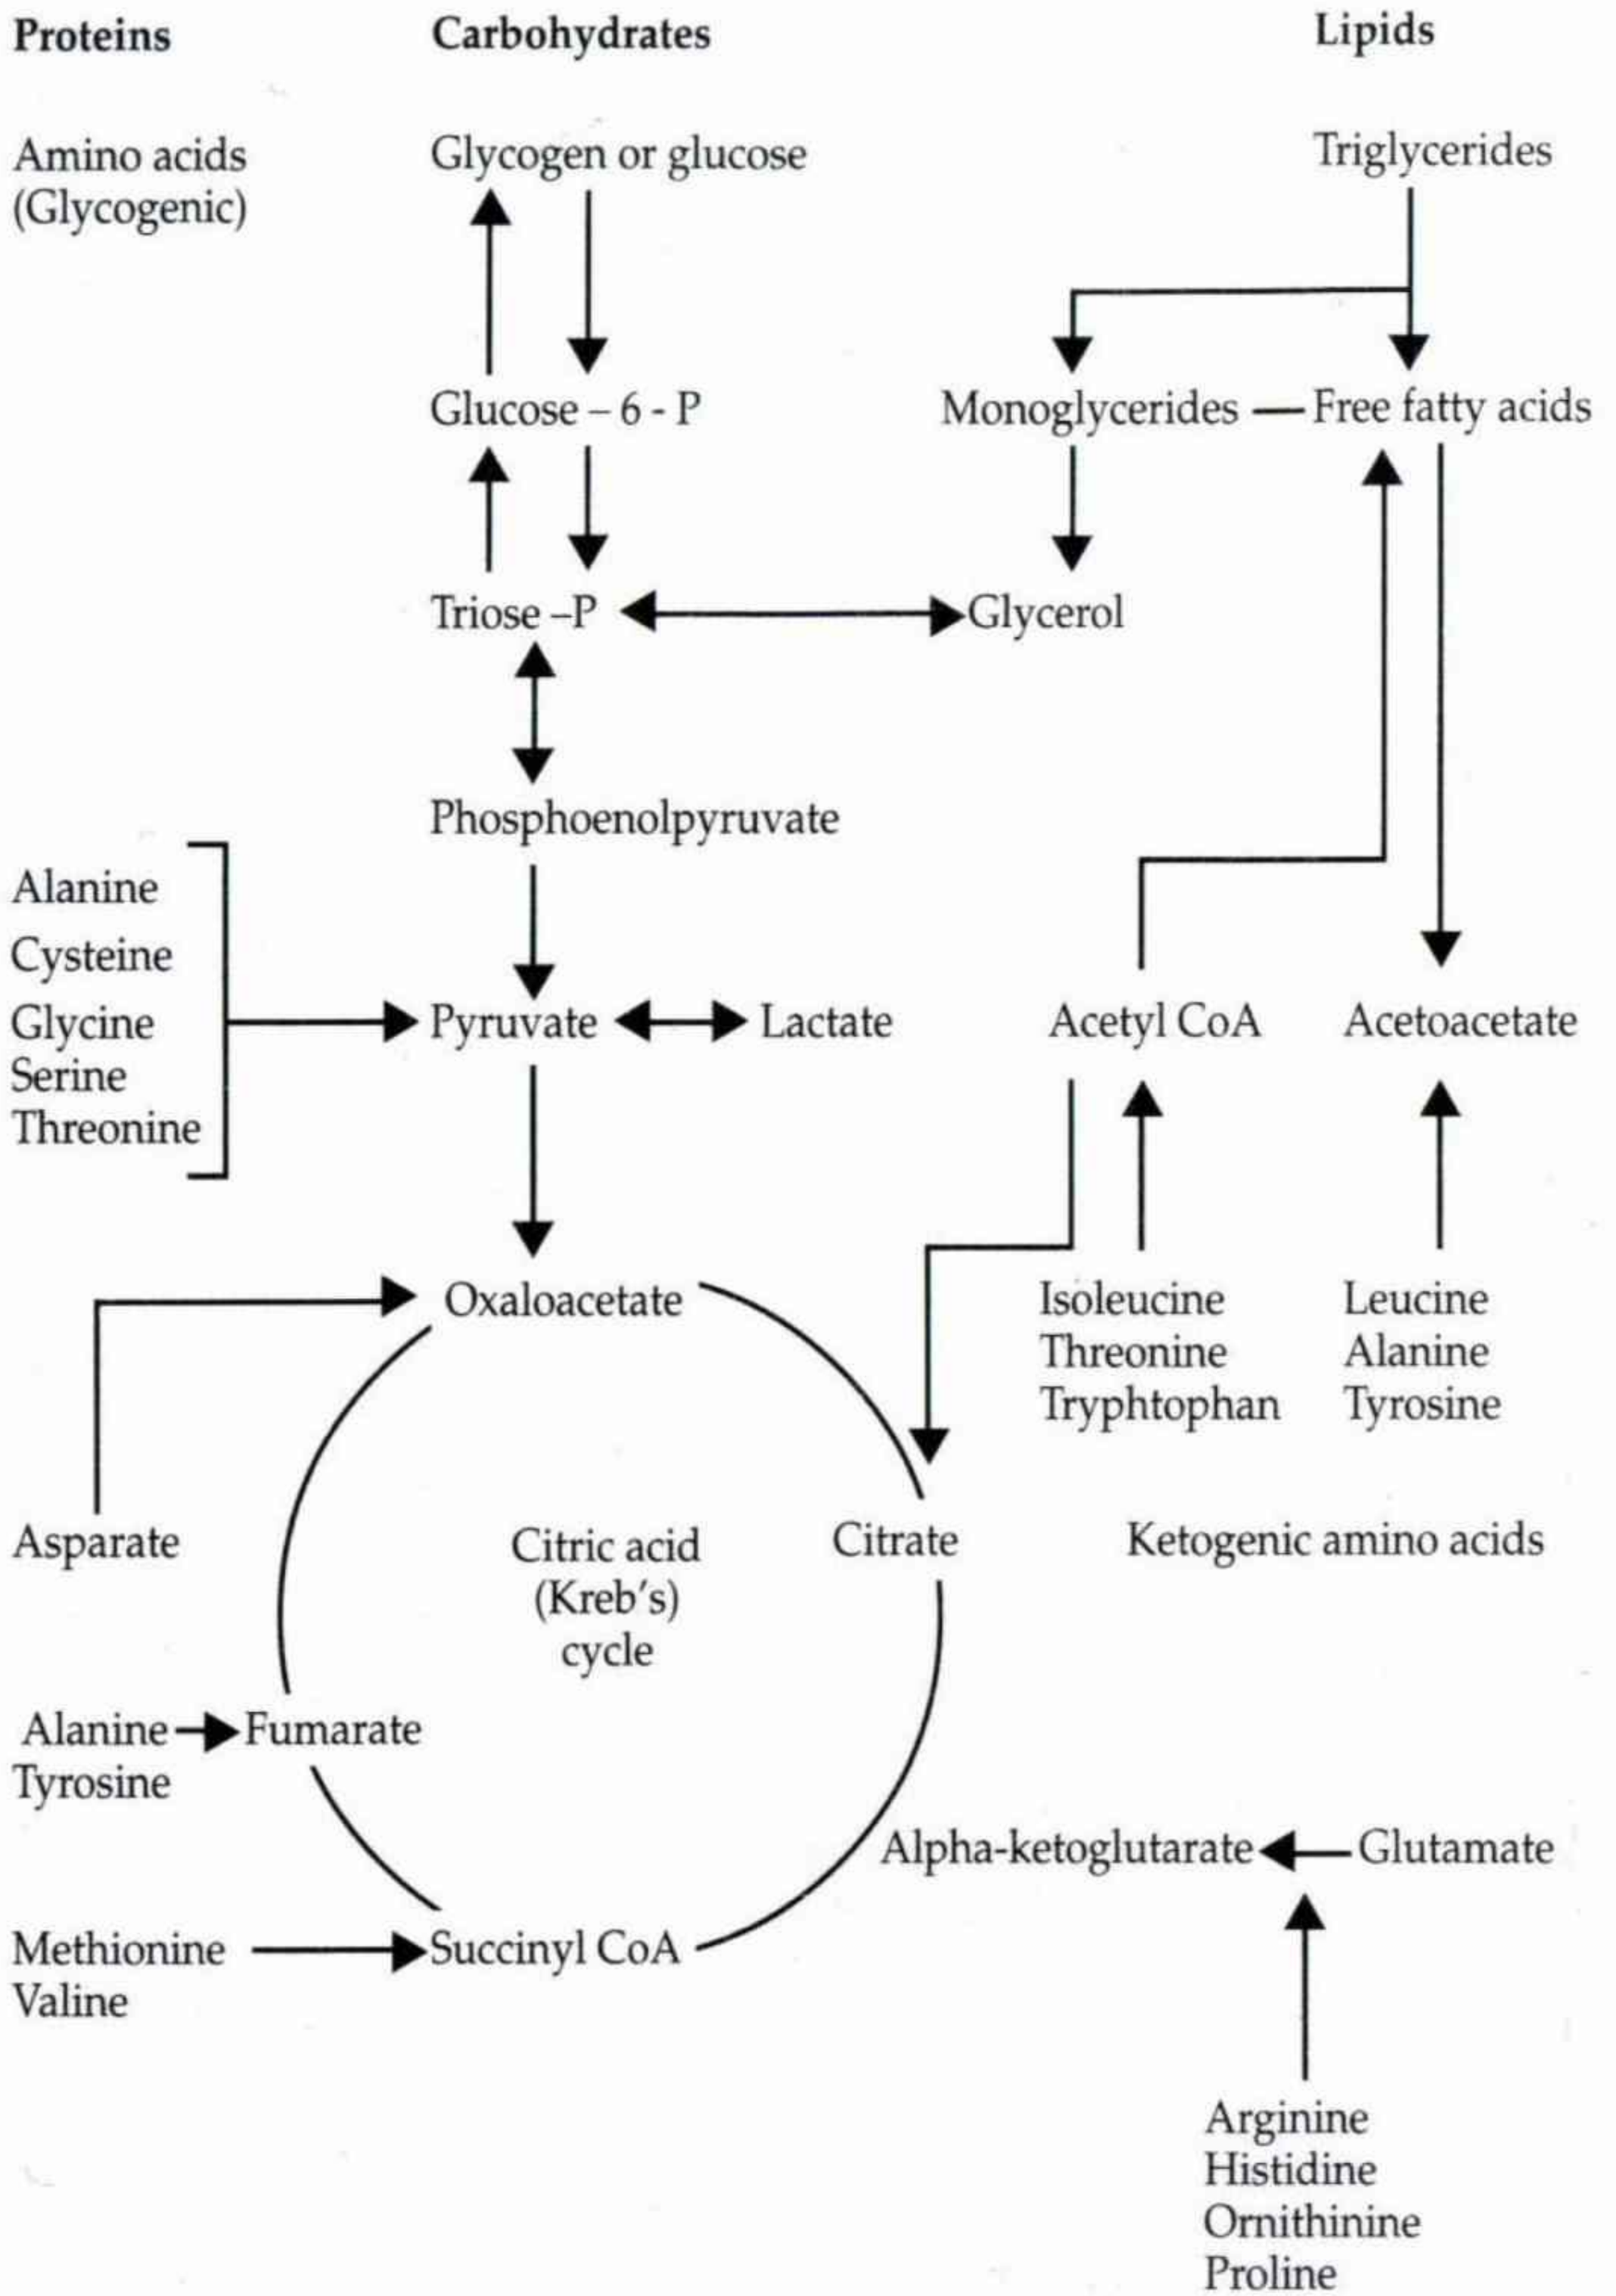 Proteins
Carbohydrates
Lipids
Amino acids
(Glycogenic)
Glycogen or glucose
Triglycerides
Glucose – 6 - P
Monoglycerides — Free fatty acids
Triose –P
Glycerol
Phosphoenolpyruvate
Alanine
Cysteine
Glycine
Serine
Threonine
Pyruvate
Lactate
Acetyl CoA
Acetoacetate
Oxaloacetate
Isoleucine
Threonine
Tryphtophan
Leucine
Alanine
Tyrosine
Asparate
Citric acid
(Kreb's)
cycle
Citrate
Ketogenic amino acids
Alanine
Tyrosine
Fumarate
Alpha-ketoglutarate
Glutamate
Methionine
Valine
Succinyl CoA
Arginine
Histidine
Ornithinine
Proline